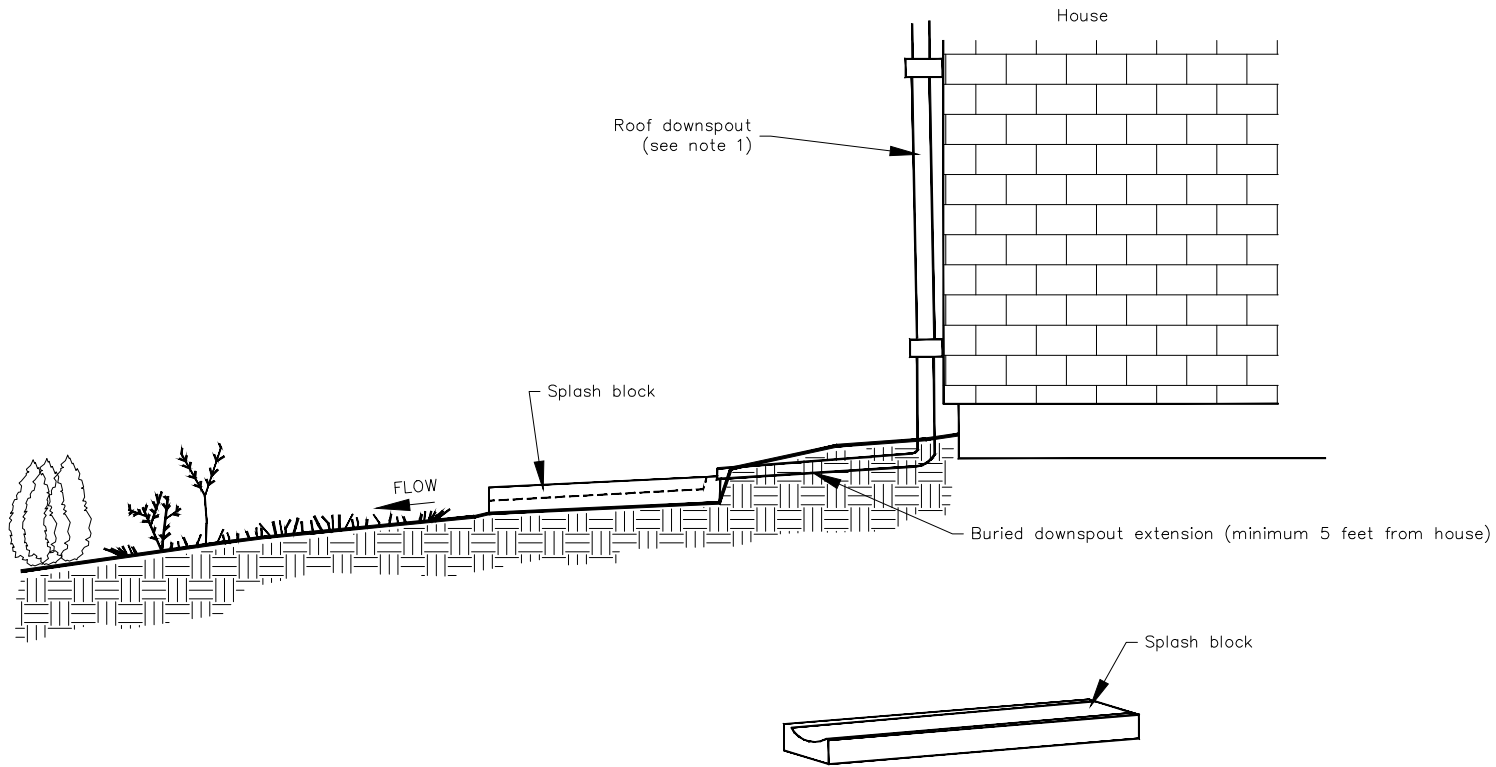 House
Roof downspout
(see note 1)
Splash block
FLOW
Buried downspout extension (minimum 5 feet from house)
Splash block